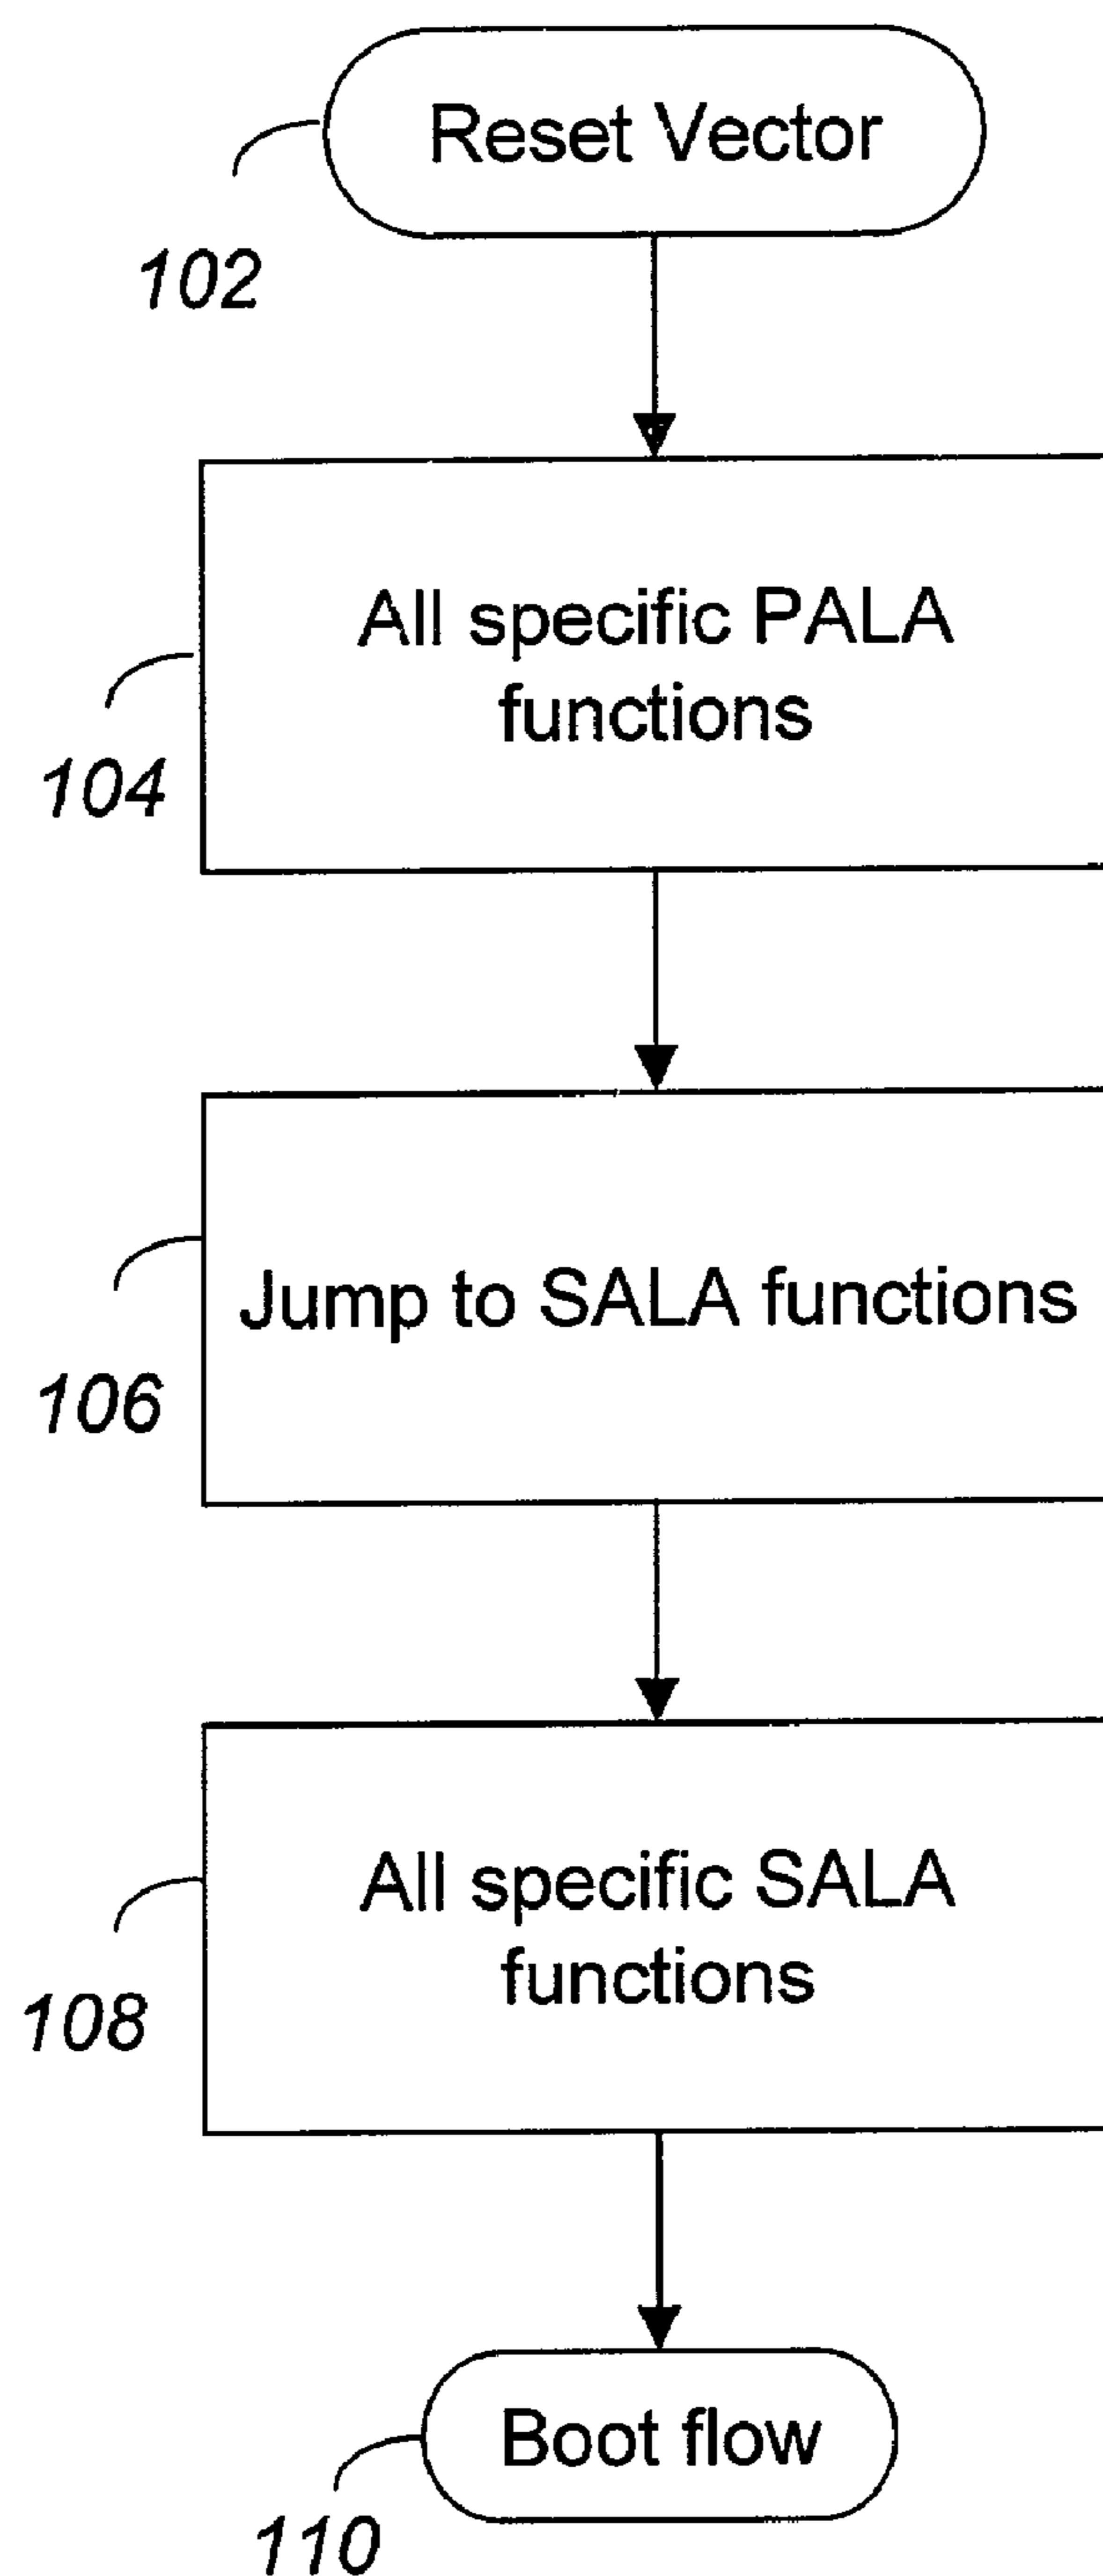 Reset Vector
102
All specific PALA
functions
104
Jump to SALA functions
106
All specific SALA
functions
108
Boot flow
110